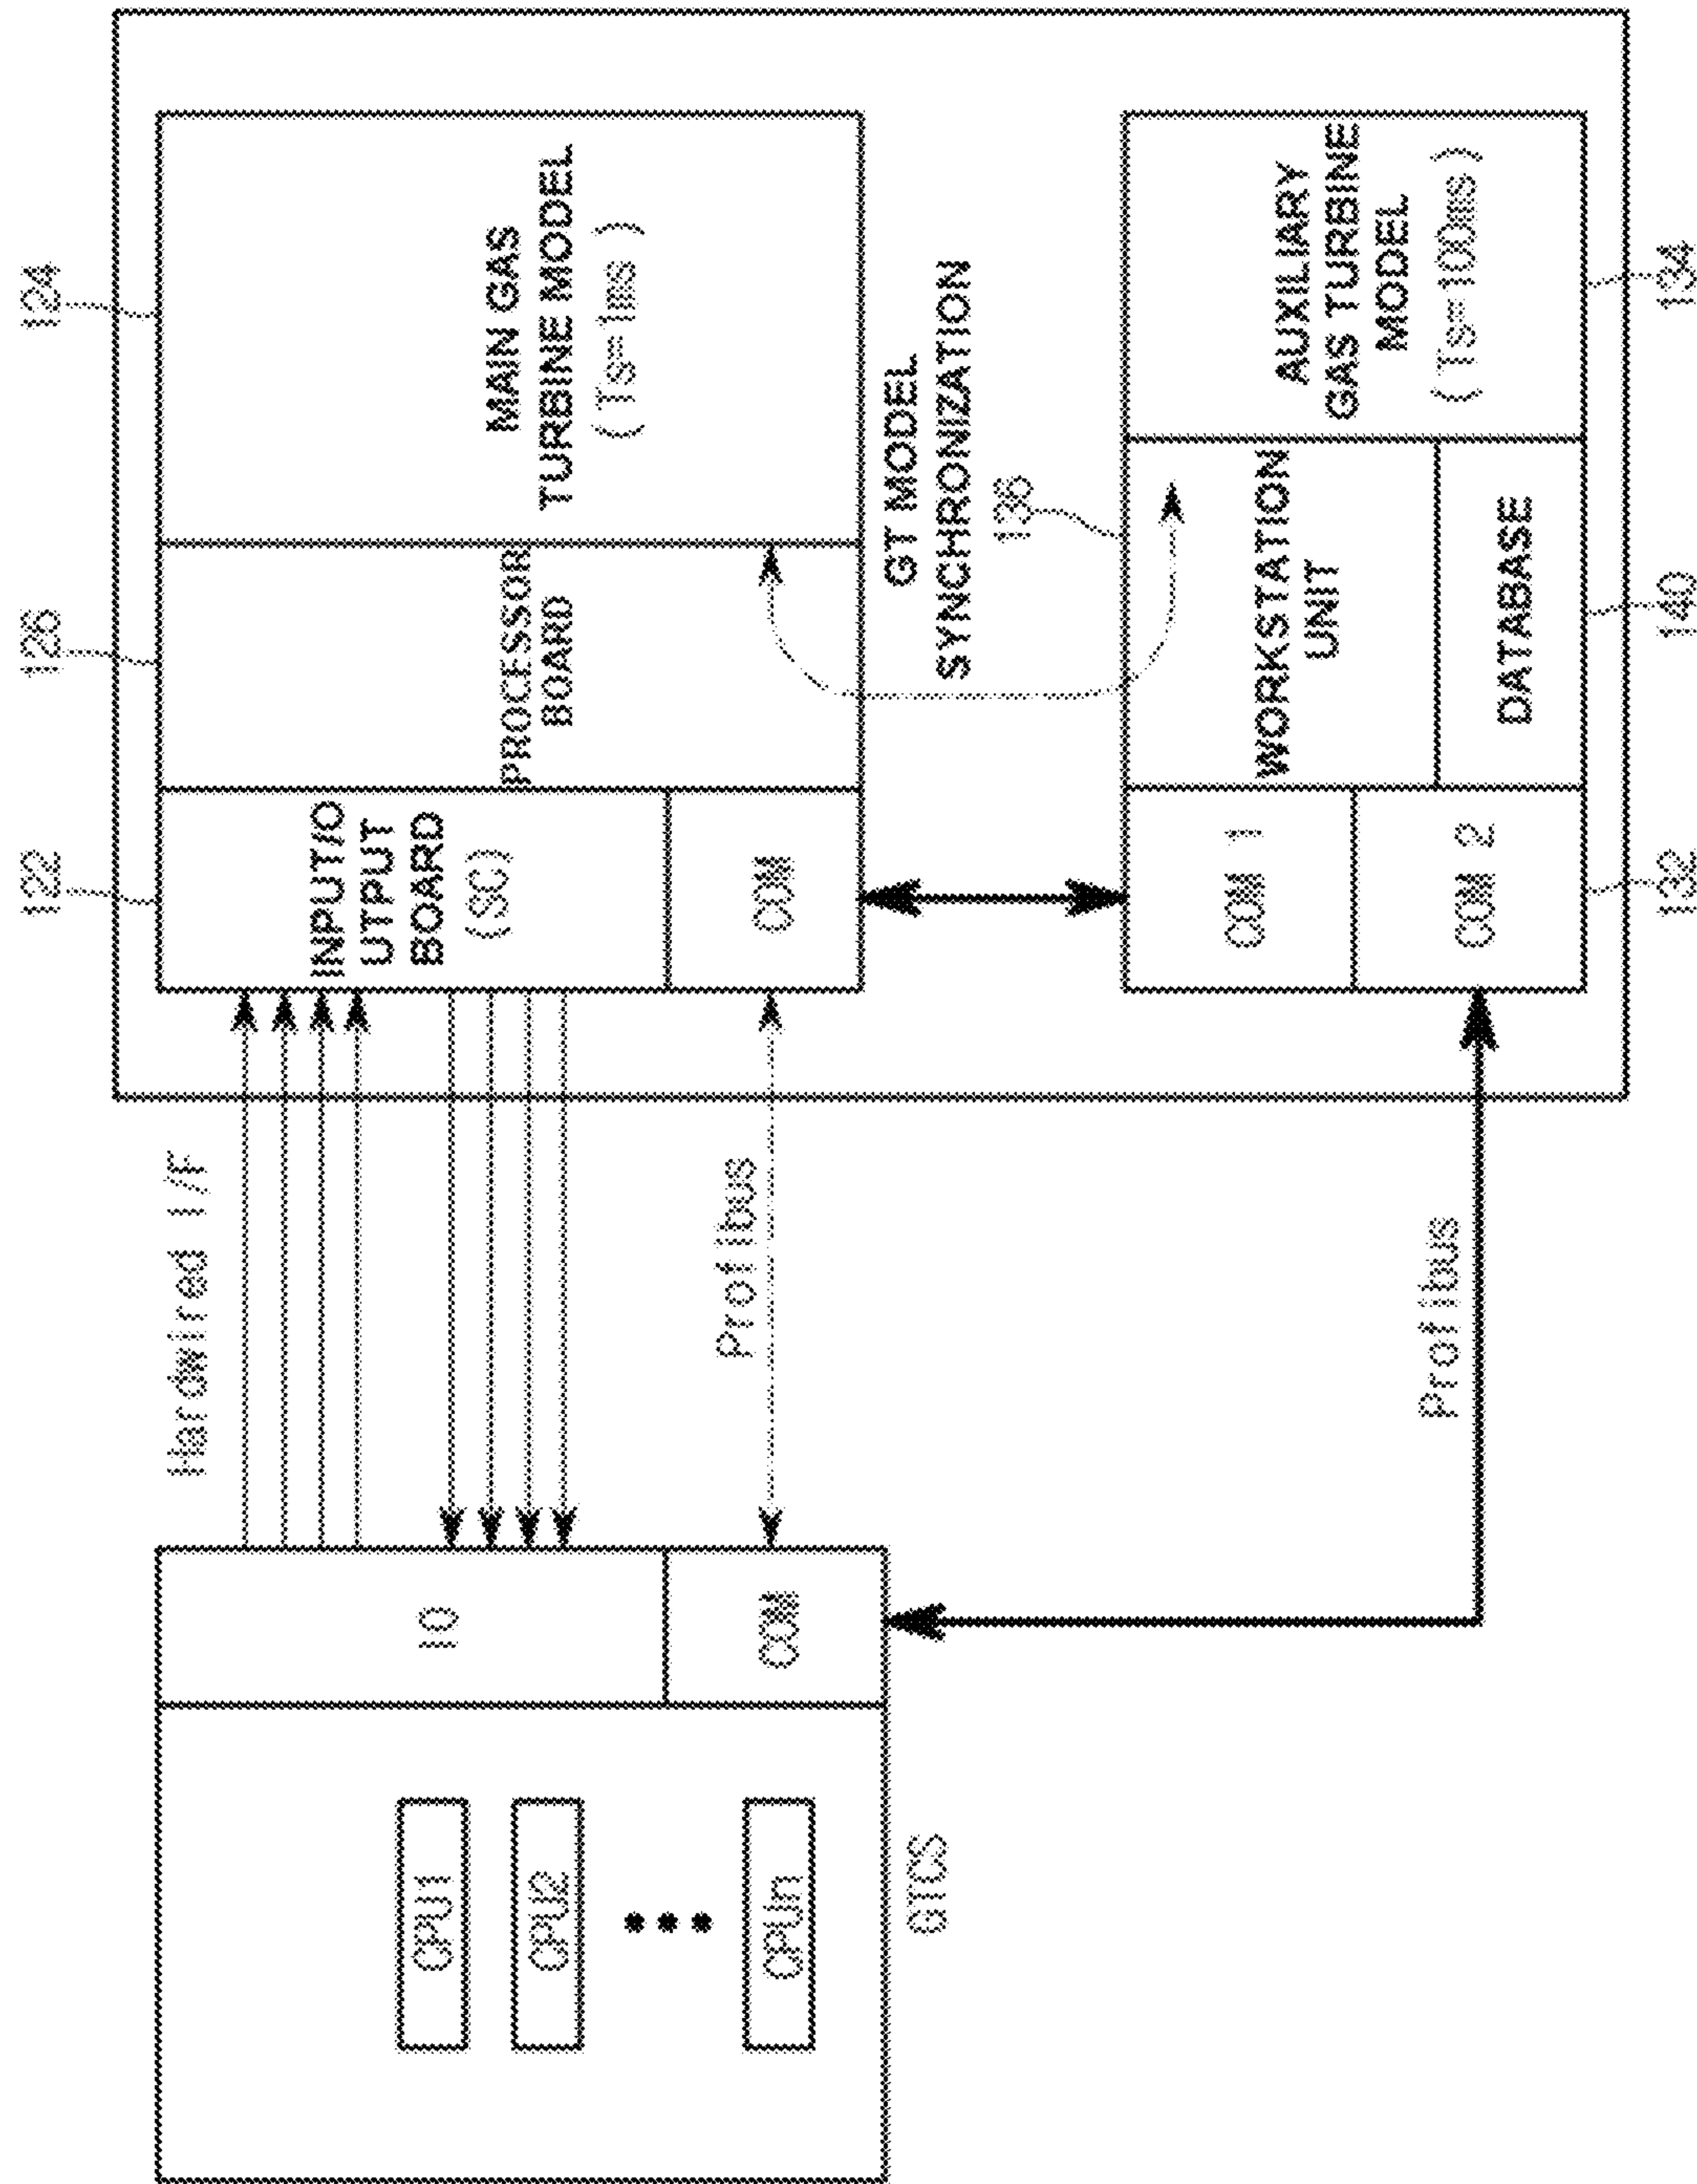 CPU1
CPU2
CPUn
GTCS
IO
COM
Hardwired I/F
Profibus
Profibus
122
126
124
INPUT/O
UTPUT
BOARD
(SC)
COM
PROCESSOR
BOARD
MAIN GAS
TURBINE MODEL
(Ts=1ms)
GT MODEL
SYNCHRONIZATION
136
COM 1
COM 2
WORKSTATION
UNIT
DATABASE
AUXILIARY
GAS TURBINE
MODEL
(Ts=100ms)
132
140
134